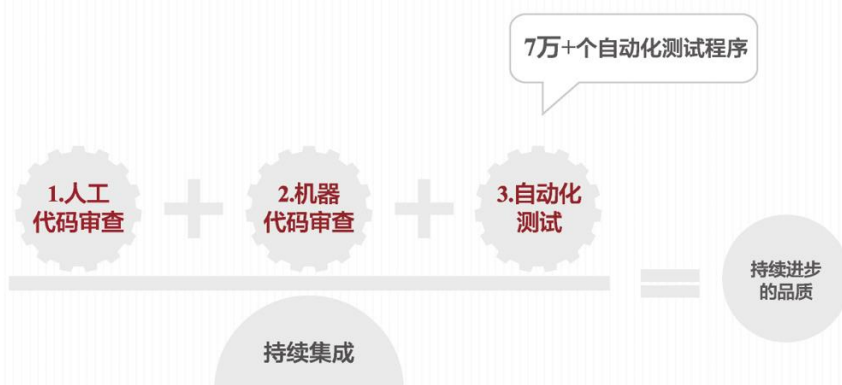 7万+个自动化测试程序
1.人工
代码审查
2.机器
代码审查
3.自动化
测试
持续集成
持续进步
的品质